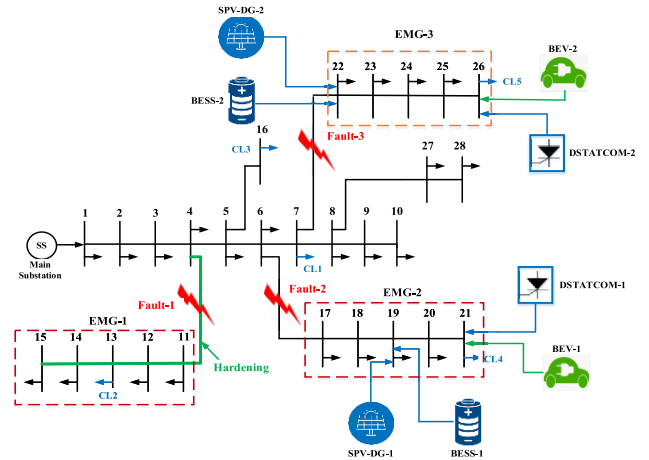 SPV-DG-2
EMG-3
BEV-2
22 23 24 25 26
CL5
BESS-2
16
CL3
Fault-3
DSTATCOM-2
27 28
1 2 3 4 5 6 7 8 9 10
SS
Main
Substation
CL1
DSTATCOM-1
Fault-1
Fault-2
EMG-2
EMG-1
17 18 19 20 21
15 14 13 12 11
Hardening
CL4
BEV-1
CL2
SPV-DG-1
BESS-1